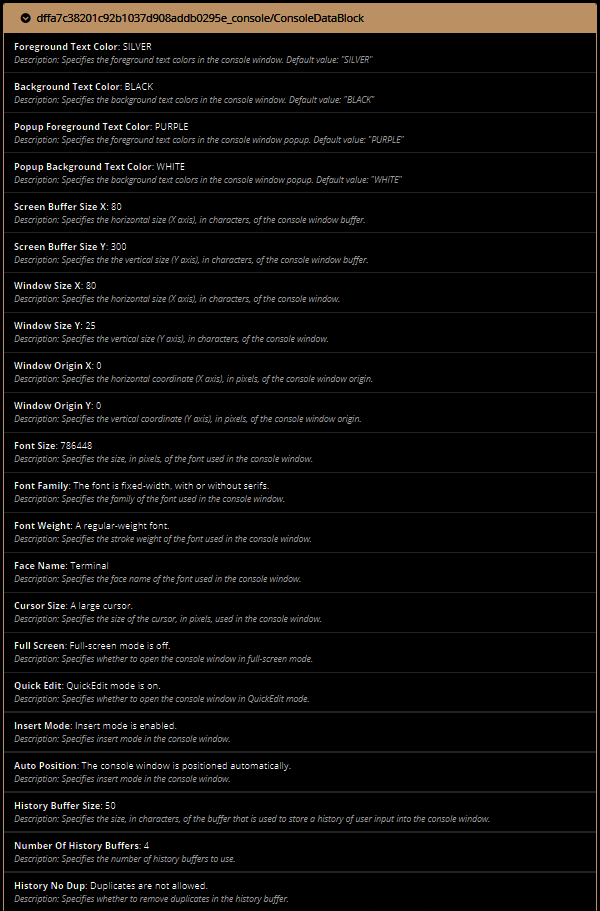 dffa7c38201c92b1037d908addb0295e_console/ConsoleDataBlock
Foreground Text Color: SILVER
Description: Specifies the foreground text colors in the console window. Default value: "SILVER"
Background Text Color: BLACK
Description: Specifies the background text colors in the console window. Default value: "BLACK"
Popup Foreground Text Color: PURPLE
Description: Specifies the foreground text colors in the console window popup. Default value: "PURPLE"
Popup Background Text Color: WHITE
Description: Specifies the background text colors in the console window popup. Default value: "WHITE"
Screen Buffer Size X: 80
Description: Specifies the horizontal size (X axis), in characters, of the console window buffer.
Screen Buffer Size Y: 300
Description: Specifies the the vertical size (Y axis), in characters, of the console window buffer.
Window Size X: 80
Description: Specifies the horizontal size (X axis), in characters, of the console window.
Window Size Y: 25
Description: Specifies the vertical size (Y axis), in characters, of the console window.
Window Origin X: 0
Description: Specifies the horizontal coordinate (X axis), in pixels, of the console window origin.
Window Origin Y: 0
Description: Specifies the vertical coordinate (Y axis), in pixels, of the console window origin.
Font Size: 786448
Description: Specifies the size, in pixels, of the font used in the console window.
Font Family: The font is fixed-width, with or without serifs.
Description: Specifies the family of the font used in the console window.
Font Weight: A regular-weight font.
Description: Specifies the stroke weight of the font used in the console window.
Face Name: Terminal
Description: Specifies the face name of the font used in the console window.
Cursor Size: A large cursor.
Description: Specifies the size of the cursor, in pixels, used in the console window.
Full Screen: Full-screen mode is off.
Description: Specifies whether to open the console window in full-screen mode.
Quick Edit: QuickEdit mode is on.
Description: Specifies whether to open the console window in QuickEdit mode.
Insert Mode: Insert mode is enabled.
Description: Specifies insert mode in the console window.
Auto Position: The console window is positioned automatically.
Description: Specifies insert mode in the console window.
History Buffer Size: 50
Description: Specifies the size, in characters, of the buffer that is used to store a history of user input into the console window.
Number Of History Buffers: 4
Description: Specifies the number of history buffers to use.
History No Dup: Duplicates are not allowed.
Description: Specifies whether to remove duplicates in the history buffer.